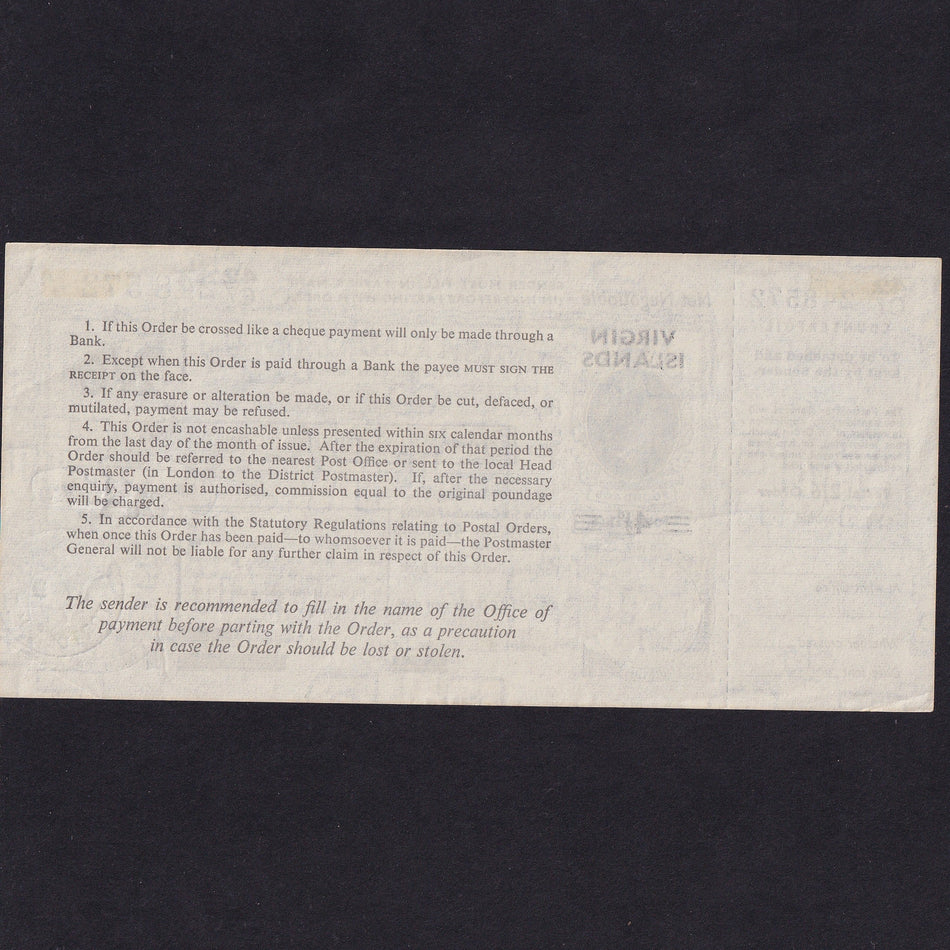 1. If this Order be crossed like a cheque payment will only be made through a
Bank.
2. Except when this Order is paid through a Bank the payee MUST SIGN THE
RECEIPT on the face.
3. If any erasure or alteration be made, or if this Order be cut, defaced, or
mutilated, payment may be refused.
4. This Order is not encashable unless presented within SIX calendar months
from the last day of the month of issue. After the expiration of that period the
Order should be referred to the nearest Post Office or sent to the local Head
Postmaster (in London to the District Postmaster). If, after the necessary
enquiry, payment is authorised, commission equal to the original poundage
will be charged.
5. In accordance with the Statutory Regulations relating to Postal Orders,
when once this Order has been paid—to whomsoever it is paid—the Postmaster
General will not be liable for any further claim in respect of this Order.
The sender is recommended to fill in the name of the Office of
payment before parting with the Order, as a precaution
in case the Order should be lost or stolen.
Not Negotiable
VIRGIN
ISLANDS
COUNTERFOIL